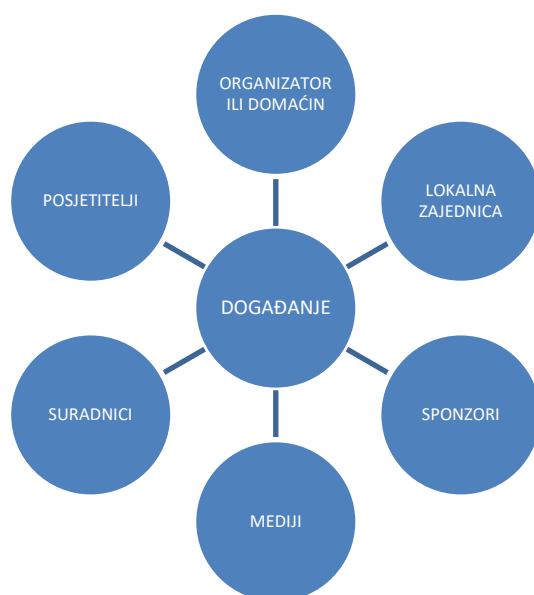 ORGANIZATOR
ILI DOMAĆIN
POSJETITELJI
LOKALNA
ZAJEDNICA
DOGAĐANJE
SURADNICI
SPONZORI
MEDIJI